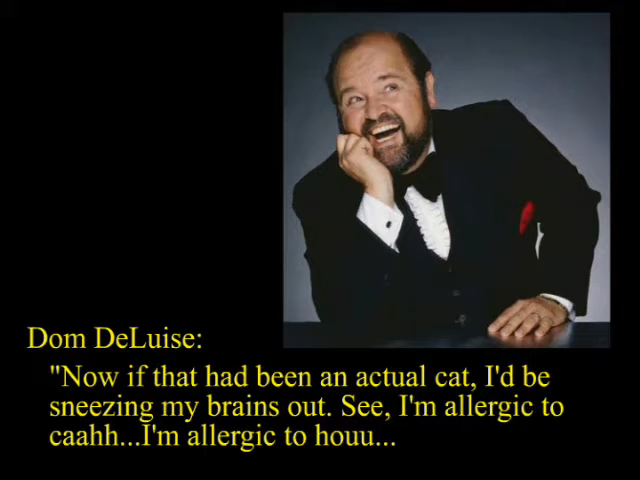 Dom DeLuise:
"Now if that had been an actual cat, I'd be
sneezing my brains out. See, I'm allergic to
caahh...I'm allergic to houu...